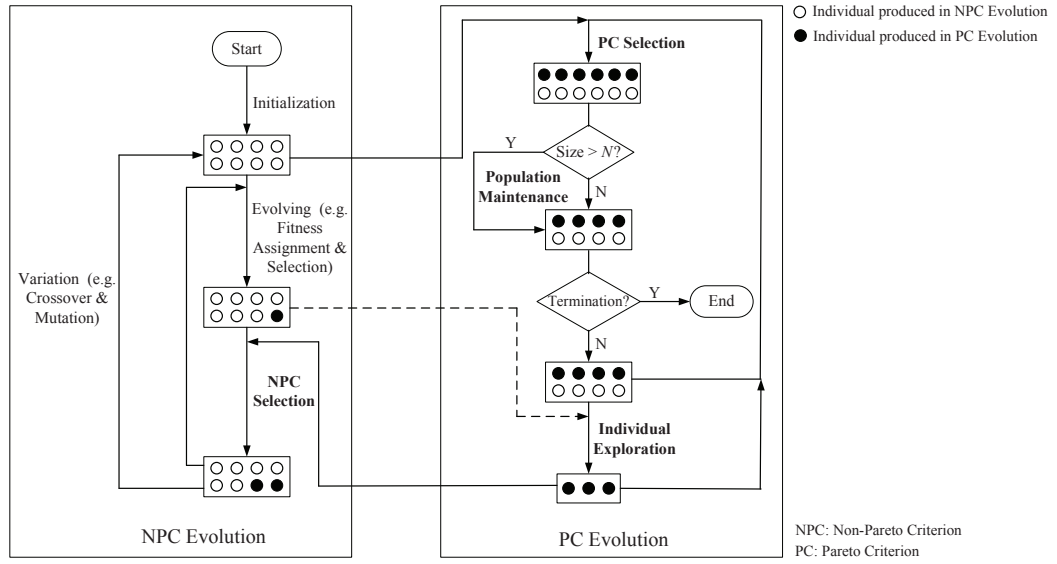 Individual produced in NPC Evolution
Individual produced in PC Evolution
Start
Initialization
Evolving (e.g.
Fitness
Assignment &
Selection)
Variation (e.g.
Crossover &
Mutation)
NPC
Selection
NPC Evolution
PC Selection
Y
Size > N?
Population
Maintenance
N
Termination?
Y
End
N
Individual
Exploration
PC Evolution
NPC: Non-Pareto Criterion
PC: Pareto Criterion